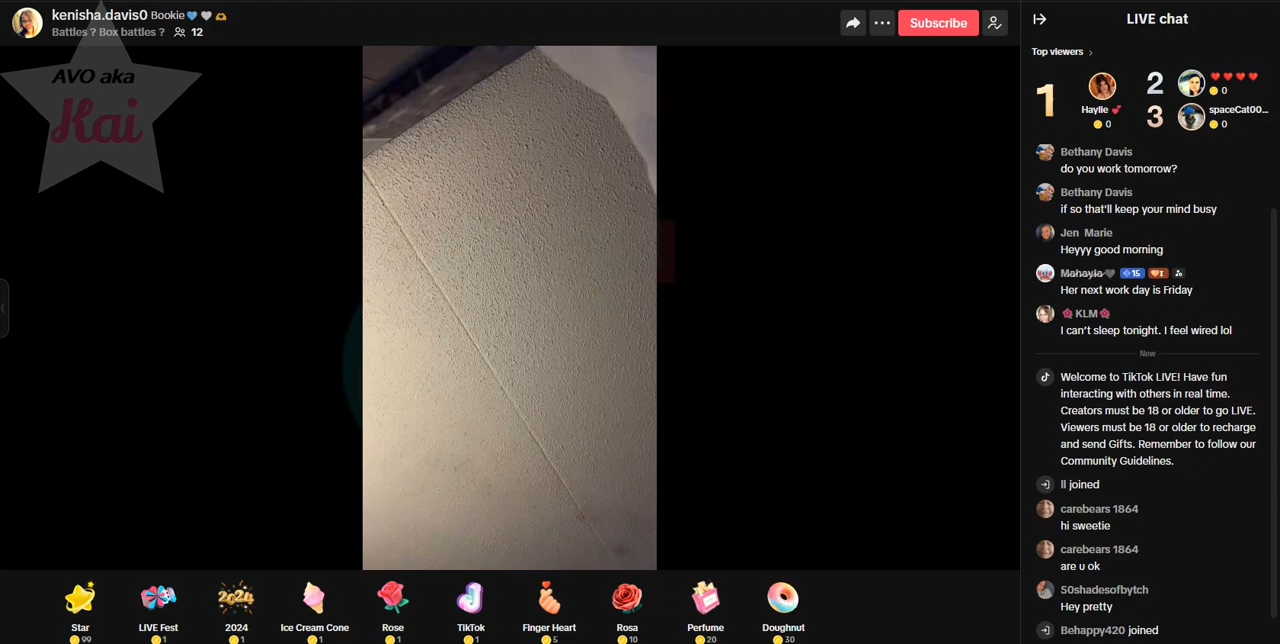 kenisha.davis0 Bookie💙🤍🫶
Battles ? Box battles ? 12
Subscribe
AVO aka
Kai
LIVE chat
Top viewers
1
Haylie 💕
0
2
❤️❤️❤️❤️
0
3
spaceCat00...
0
Bethany Davis
do you work tomorrow?
Bethany Davis
if so that'll keep your mind busy
Jen Marie
Heyyy good morning
Mahayla🖤 15 I
Her next work day is Friday
🌺 KLM🌺
I can't sleep tonight. I feel wired lol
New
Welcome to TikTok LIVE! Have fun
interacting with others in real time.
Creators must be 18 or older to go LIVE.
Viewers must be 18 or older to recharge
and send Gifts. Remember to follow our
Community Guidelines.
ll joined
carebears 1864
hi sweetie
carebears 1864
are u ok
50shadesofbytch
Hey pretty
Behappy420 joined
Star
99
LIVE Fest
1
2024
2024
1
Ice Cream Cone
1
Rose
1
TikTok
1
Finger Heart
5
Rosa
10
Perfume
20
Doughnut
30